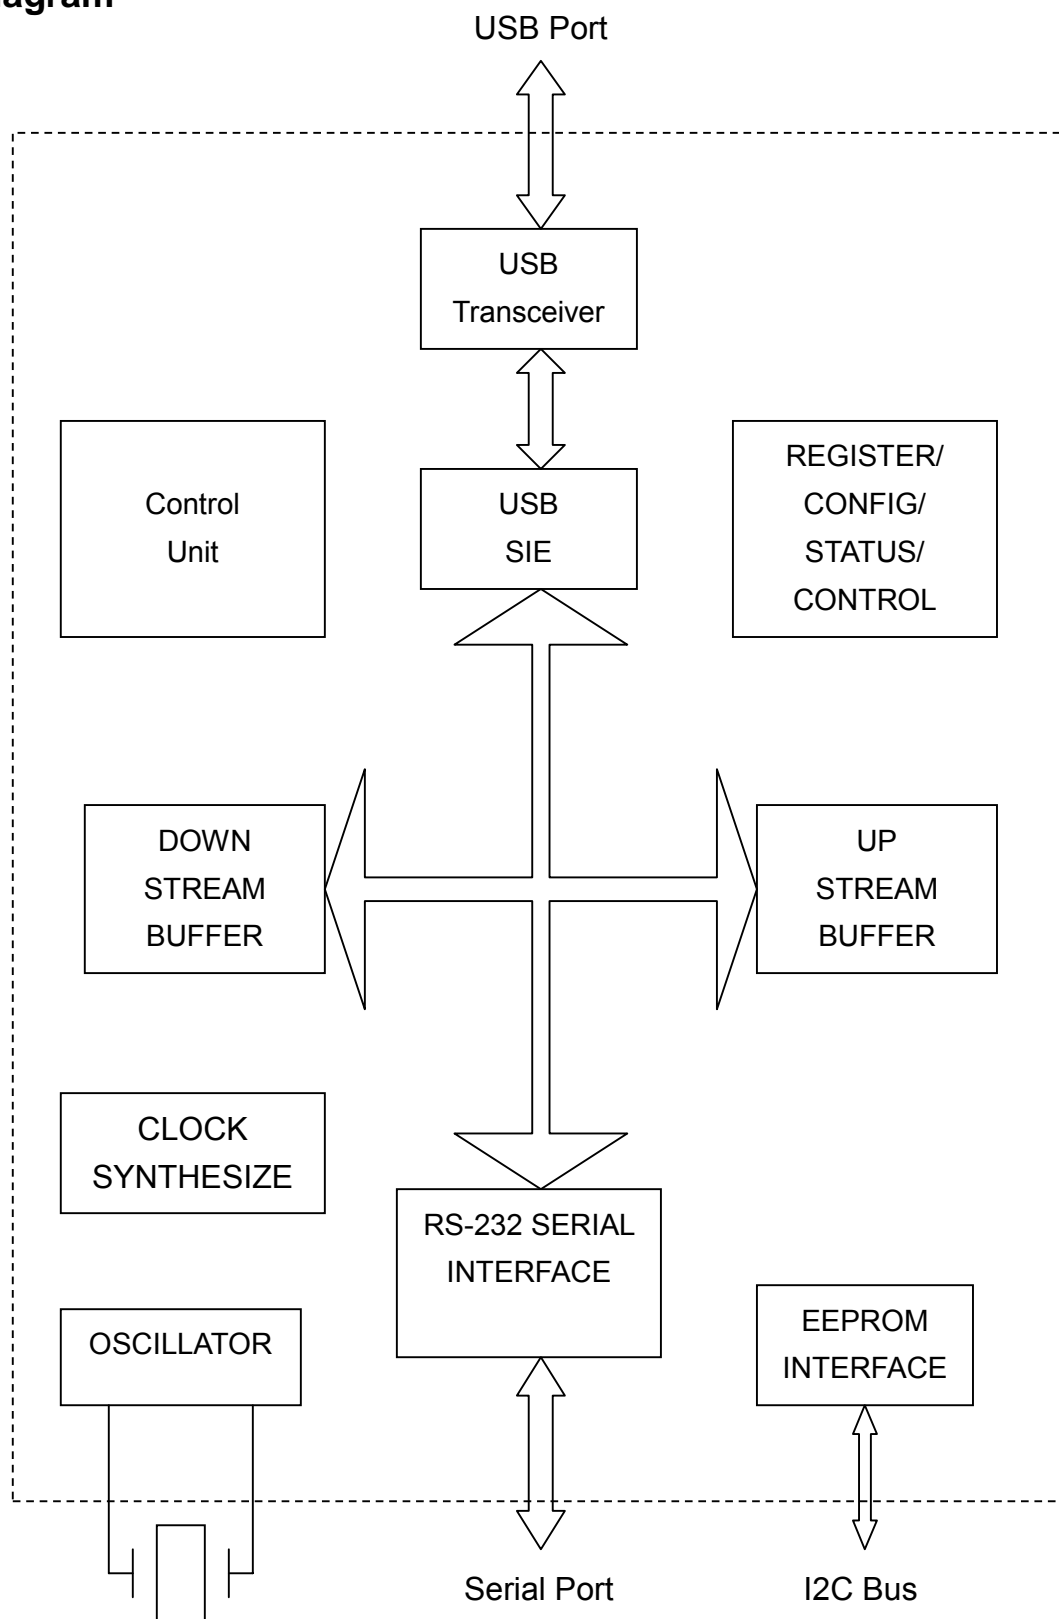 USB Port
USB
Transceiver
Control
Unit
USB
SIE
REGISTER/
CONFIG/
STATUS/
CONTROL
DOWN
STREAM
BUFFER
UP
STREAM
BUFFER
CLOCK
SYNTHESIZE
RS-232 SERIAL
INTERFACE
OSCILLATOR
EEPROM
INTERFACE
Serial Port
I2C Bus